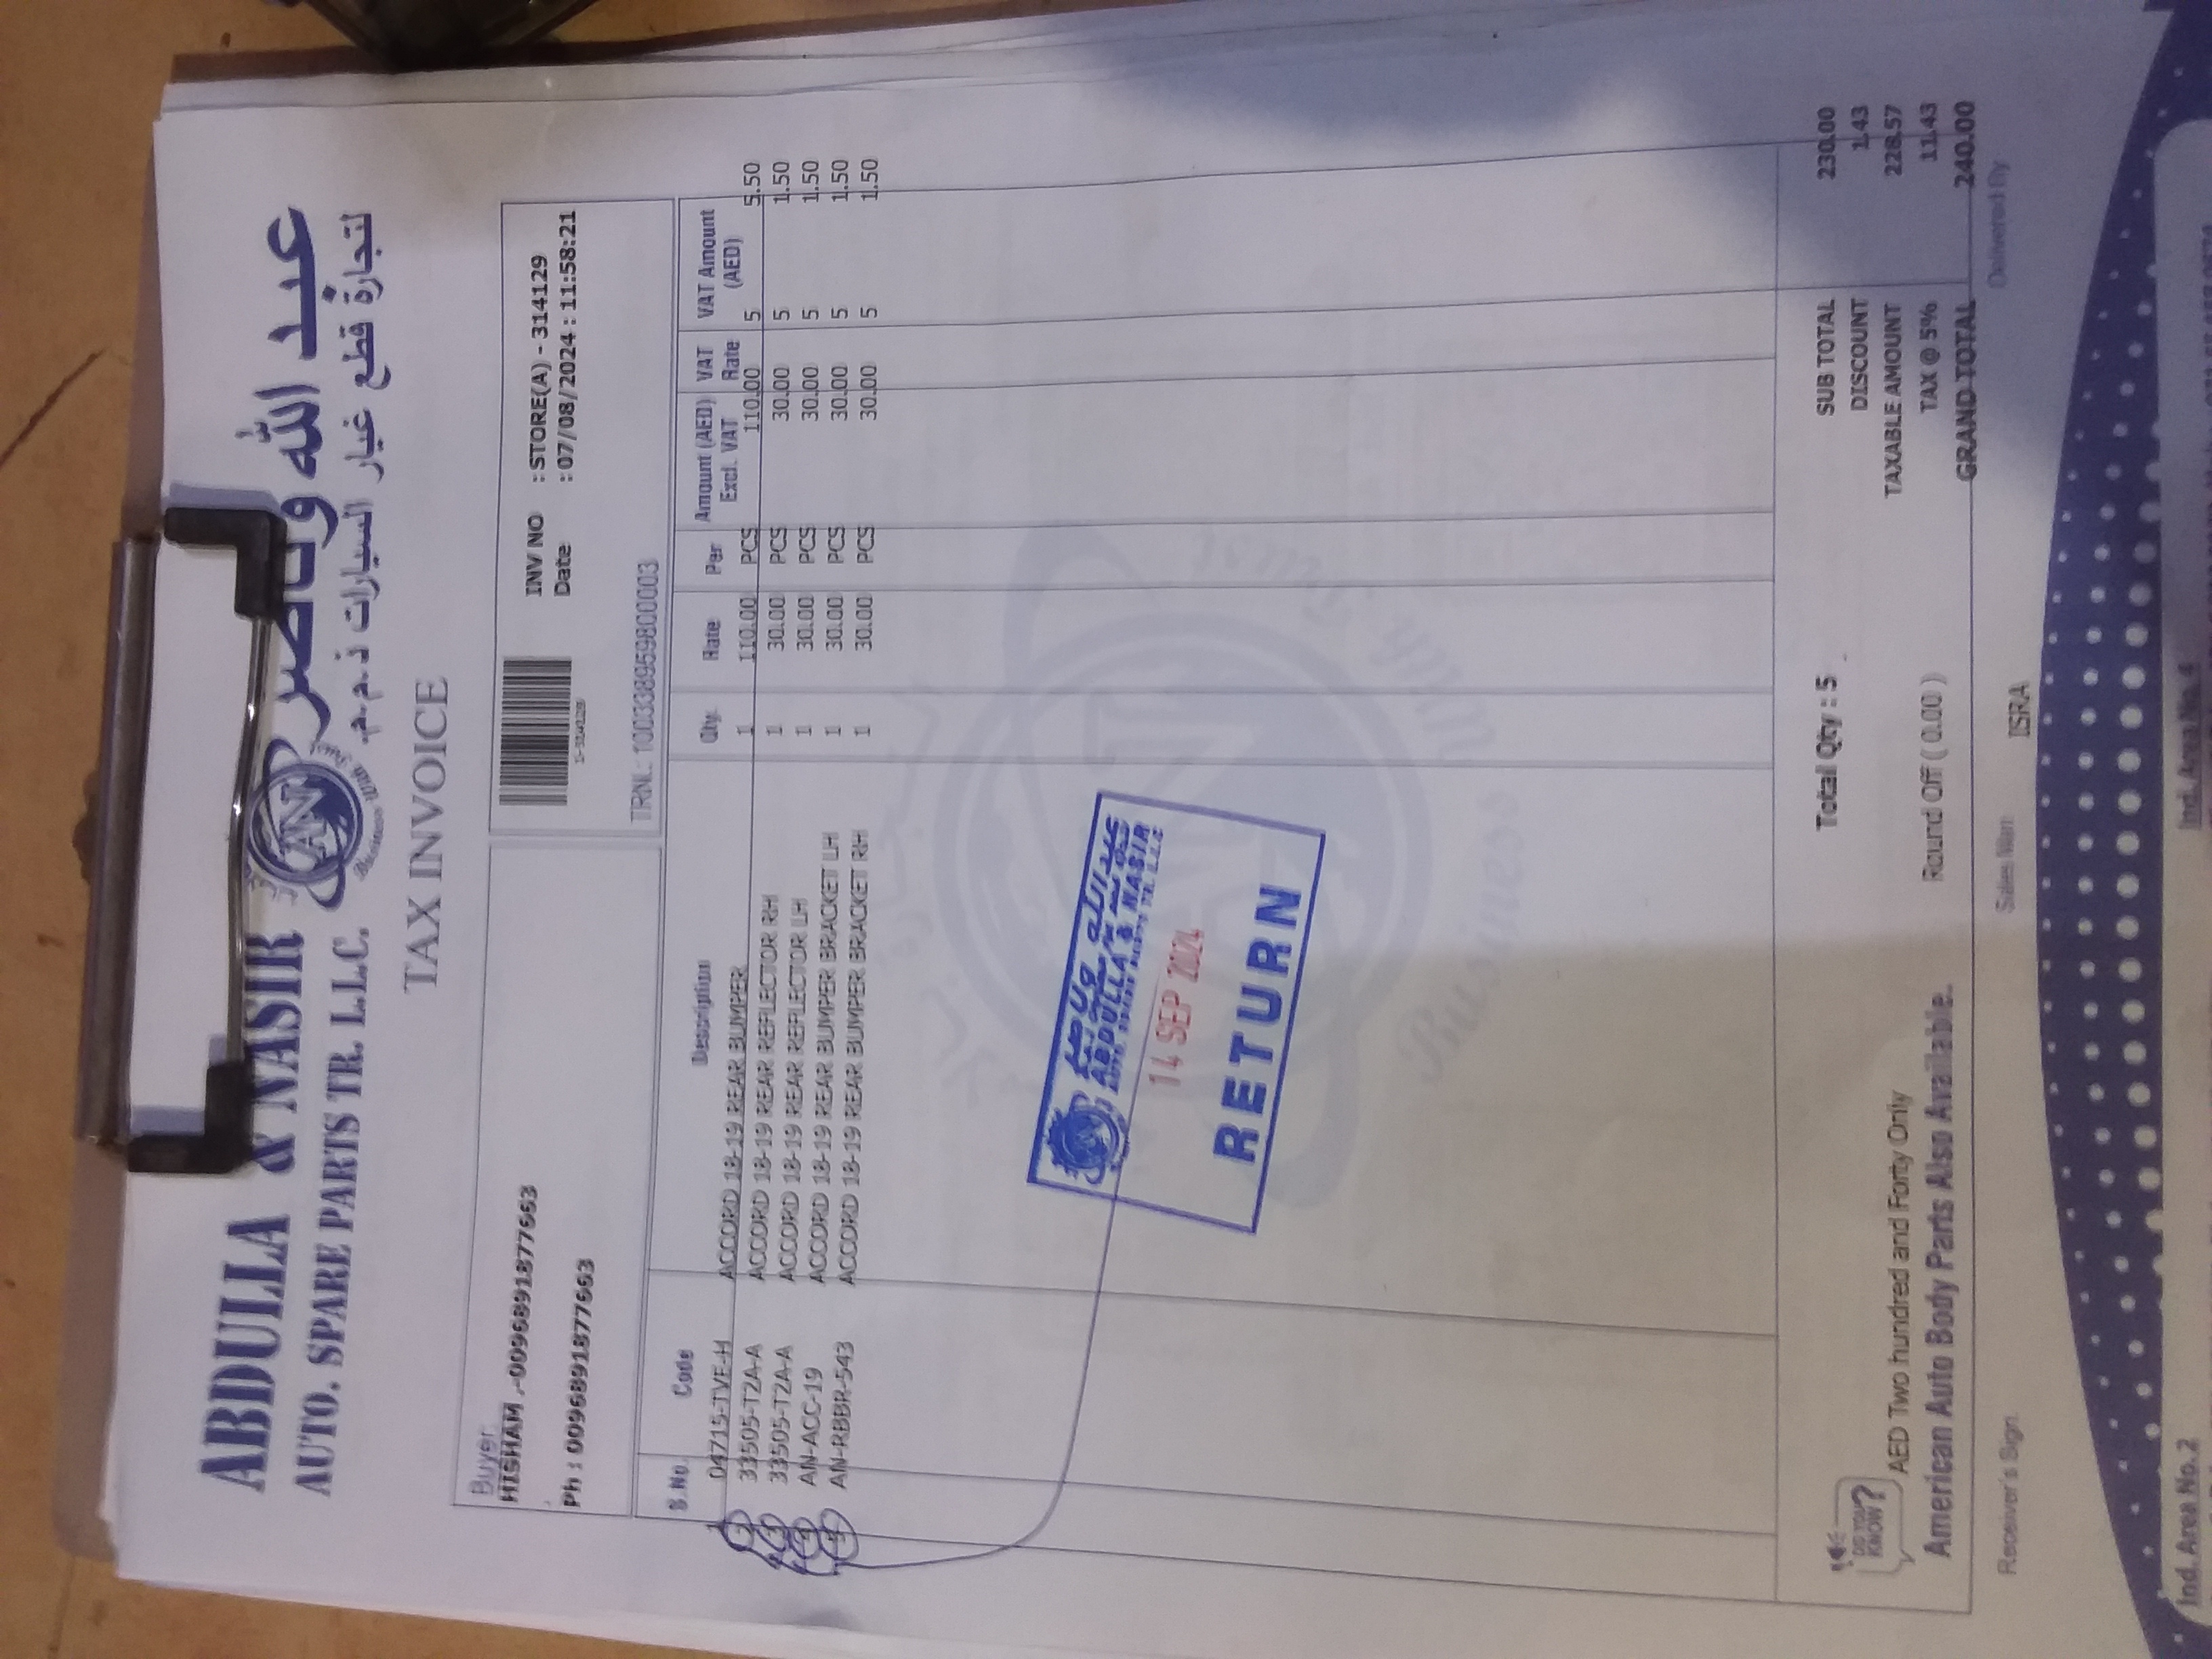 ABDULLA & NASIR
عبد الله وناصر
AUTO. SPARE PARTS TR. L.L.C.
لتجارة قطع غيار السيارات ذ.م.م.
AN
TAX INVOICE
Buyer
HISHAM .-0096891877663
Ph : 0096891877663
INV NO : STORE(A) - 314129
Date : 07/08/2024 : 11:58:21
TRN.: 100338959800003
S.No. Code Description Qty. Rate Per Amount (AED) Excl. VAT VAT Rate VAT Amount (AED)
1 04715-TVE-H ACCORD 18-19 REAR BUMPER 1 110.00 PCS 110.00 5 5.50
2 33505-T2A-A ACCORD 18-19 REAR REFLECTOR RH 1 30.00 PCS 30.00 5 1.50
3 33505-T2A-A ACCORD 18-19 REAR REFLECTOR LH 1 30.00 PCS 30.00 5 1.50
4 AN-ACC-19 ACCORD 18-19 REAR BUMPER BRACKET LH 1 30.00 PCS 30.00 5 1.50
5 AN-RBBR-543 ACCORD 18-19 REAR BUMPER BRACKET RH 1 30.00 PCS 30.00 5 1.50
عبد الله وناصر
ABDULLA & NASIR
14 SEP 2024
RETURN
Business
Total Qty : 5
SUB TOTAL 230.00
DISCOUNT 1.43
TAXABLE AMOUNT 228.57
TAX @ 5% 11.43
GRAND TOTAL 240.00
DO YOU KNOW?
AED Two hundred and Forty Only
Round Off ( 0.00 )
American Auto Body Parts Also Available.
Receiver's Sign. Sales Man ISRA Delivered By
Ind. Area No. 2 Ind. Area No. 4